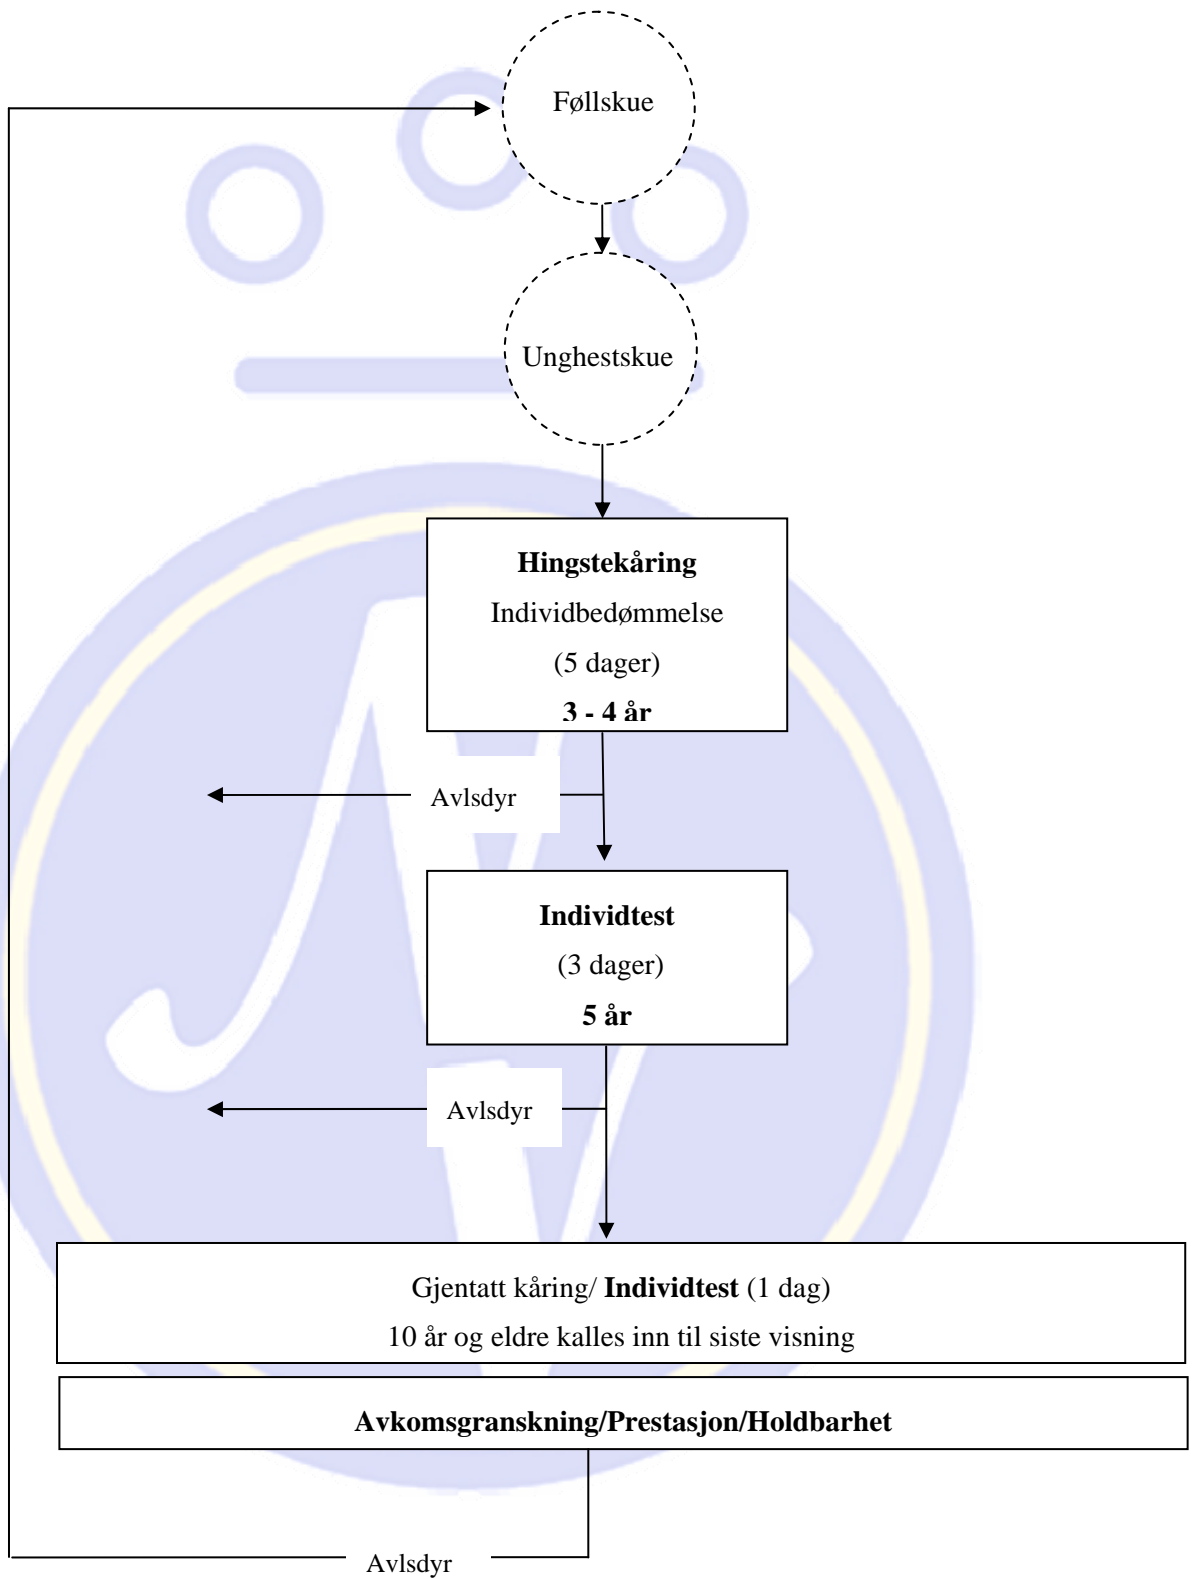 Føllskue
Unghestskue
Hingstekåring
Individbedømmelse
(5 dager)
3 - 4 år
Avlsdyr
Individtest
(3 dager)
5 år
Avlsdyr
Gjentatt kåring/ Individtest (1 dag)
10 år og eldre kalles inn til siste visning
Avkomsgranskning/Prestasjon/Holdbarhet
Avlsdyr